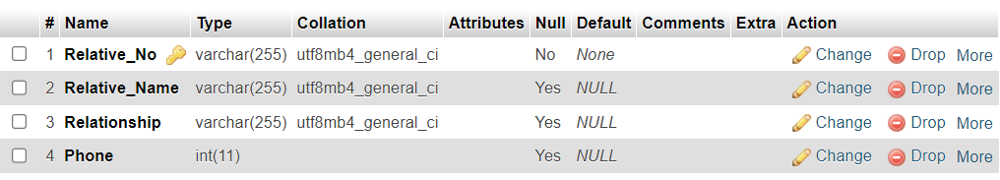 # Name Type Collation Attributes Null Default Comments Extra Action
1 Relative_No varchar(255) utf8mb4_general_ci No None Change Drop More
2 Relative_Name varchar(255) utf8mb4_general_ci Yes NULL Change Drop More
3 Relationship varchar(255) utf8mb4_general_ci Yes NULL Change Drop More
4 Phone int(11) Yes NULL Change Drop More